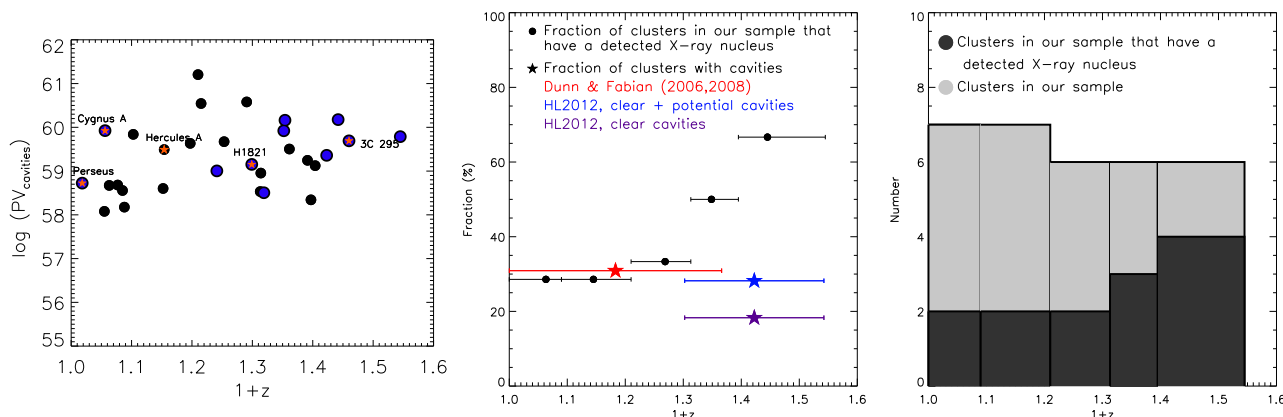 62
61
60
59
58
57
56
55
log (PVcavities)
Cygnus A
Hercules A
H1821
3C 295
Perseus
1.0 1.1 1.2 1.3 1.4 1.5 1.6
1+z
100
80
60
40
20
0
Fraction (%)
Fraction of clusters in our sample that
have a detected X-ray nucleus
Fraction of clusters with cavities
Dunn & Fabian (2006,2008)
HL2012, clear + potential cavities
HL2012, clear cavities
1.0 1.1 1.2 1.3 1.4 1.5 1.6
1+z
10
8
6
4
2
0
Number
Clusters in our sample that have a
detected X-ray nucleus
Clusters in our sample
1.0 1.1 1.2 1.3 1.4 1.5 1.6
1+z